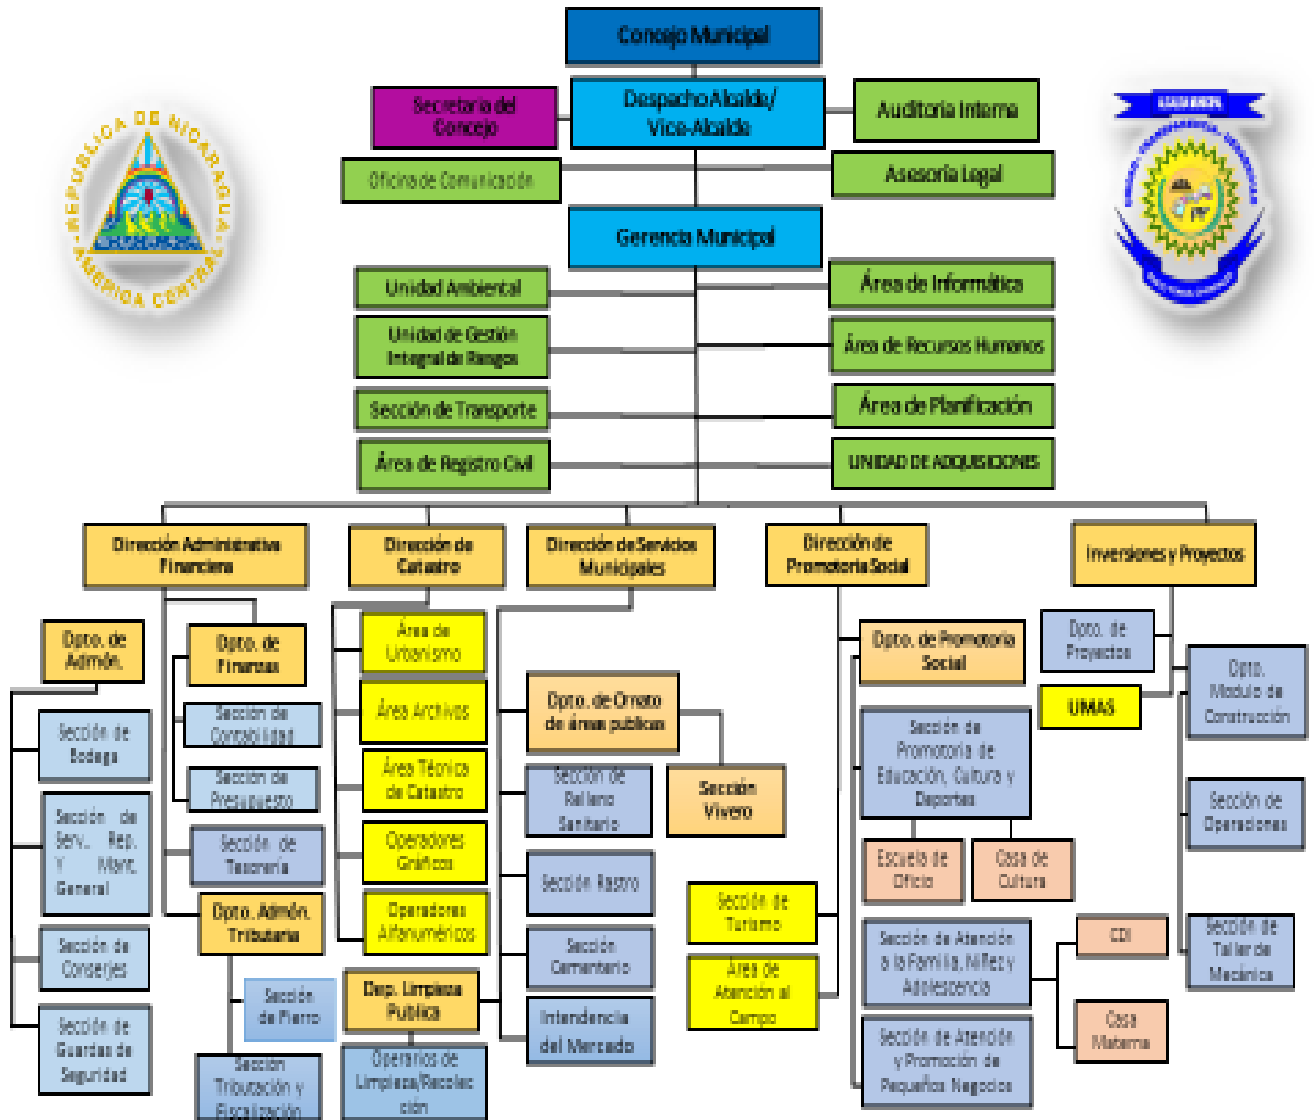 Concejo Municipal
Secretaria del
Concejo
Despacho Alcalde/
Vice-Alcalde
Auditoria Interna
Oficina de Comunicación
Asesoría Legal
REPUBLICA DE NICARAGUA
AMERICA CENTRAL
Gerencia Municipal
Unidad Ambiental
Área de Informática
Unidad de Gestión
Integral de Riesgos
Área de Recursos Humanos
Sección de Transporte
Área de Planificación
Área de Registro Civil
UNIDAD DE ADQUISICIONES
Dirección Administrativa
Financiera
Dirección de
Catastro
Dirección de Servicios
Municipales
Dirección de
Promotoria Social
Inversiones y Proyectos
Dpto. de
Admón.
Sección de
Bodega
Sección de
Serv. Rep.
Y Mant.
General
Sección de
Conserjes
Sección de
Guardas de
Seguridad
Dpto. de
Finanzas
Sección de
Contabilidad
Sección de
Presupuesto
Sección de
Tesorería
Dpto. Admón.
Tributaria
Sección
de Fierro
Sección
Tributación y
Fiscalización
Área de
Urbanismo
Área Archivos
Área Técnica
de Catastro
Operadores
Gráficos
Operadores
Alfanuméricos
Dep. Limpieza
Publica
Operarios de
Limpieza/Recolec
ción
Dpto. de Ornato
de áreas publicas
Sección
Vivero
Sección de
Relleno
Sanitario
Sección Rastro
Sección
Cementerio
Intendencia
del Mercado
Dpto. de Promotoria
Social
Sección de
Promotoria de
Educación, Cultura y
Deportes
Escuela de
Oficio
Casa de
Cultura
Sección de
Turismo
Área de
Atención al
Campo
Sección de Atención
a la Familia, Niñez y
Adolescencia
CDI
Casa
Materna
Sección de Atención
y Promoción de
Pequeños Negocios
Dpto. de
Proyectos
UMAS
Dpto.
Modulo de
Construcción
Sección de
Operaciones
Sección de
Taller de
Mecánica